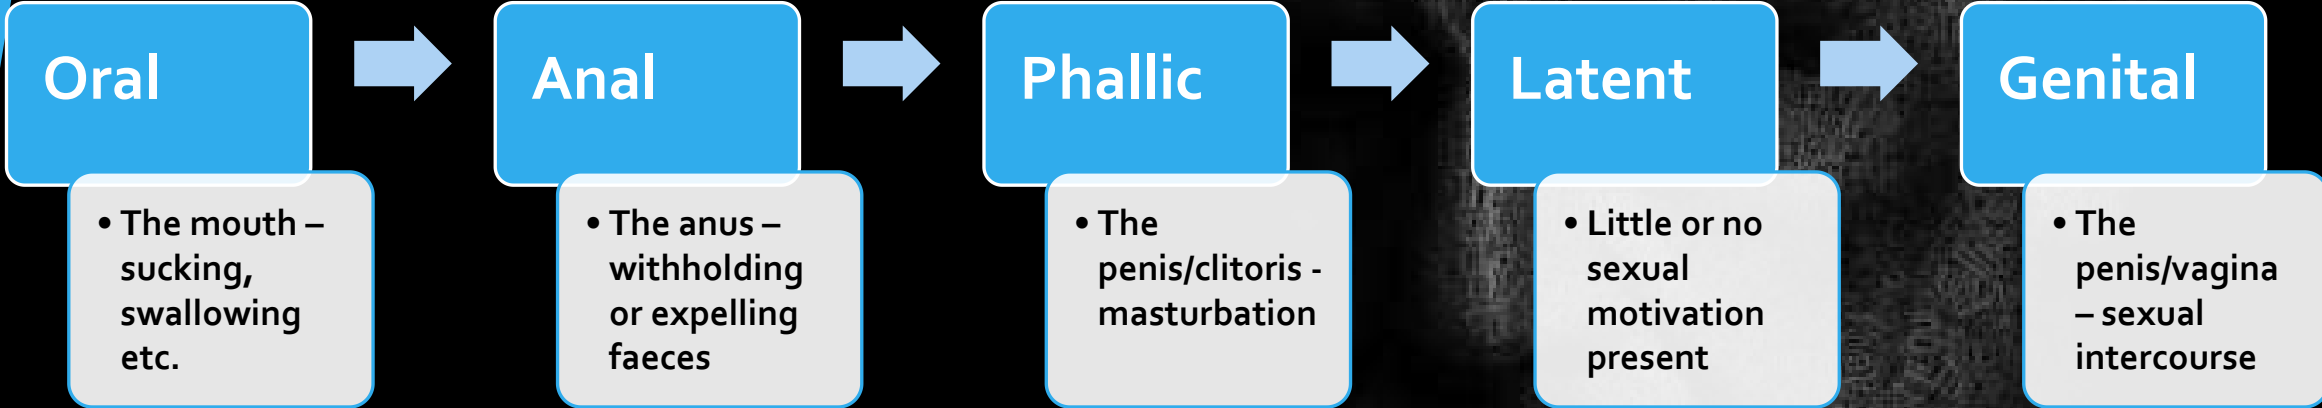 Oral
• The mouth –
sucking,
swallowing
etc.
Anal
• The anus –
withholding
or expelling
faeces
Phallic
• The
penis/clitoris -
masturbation
Latent
• Little or no
sexual
motivation
present
Genital
• The
penis/vagina
– sexual
intercourse